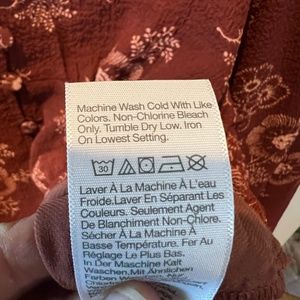 Machine Wash Cold With Like
Colors. Non-Chlorine Bleach
Only. Tumble Dry Low. Iron
On Lowest Setting.
30
Laver À La Machine À L'eau
Froide.Laver En Séparant Les
Couleurs. Seulement Agent
De Blanchiment Non-Chlore.
Sécher À La Machine À
Basse Température. Fer Au
Réglage Le Plus Bas.
In Der Maschine Kalt
Waschen.Mit Ähnlichen
Farben Waschen.